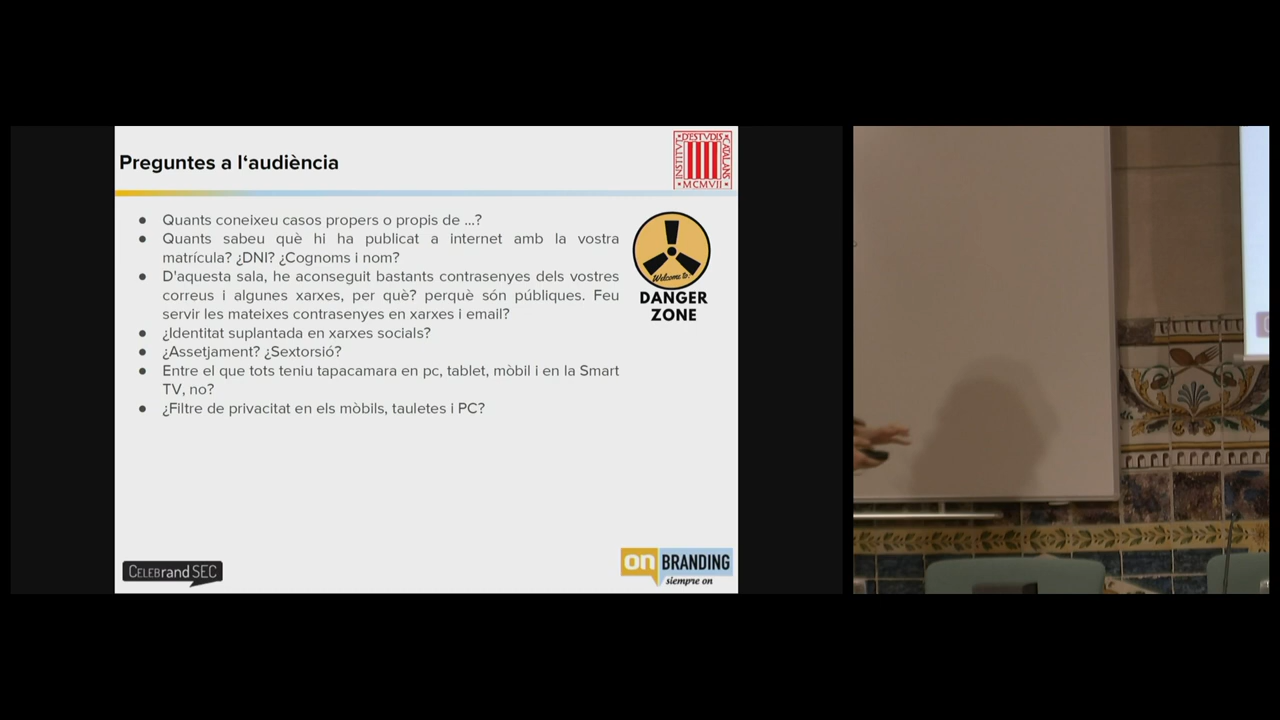 Preguntes a l‘audiència
INSTITVT
D'ESTVDIS
CATALANS
MCMVII
● Quants coneixeu casos propers o propis de ...?
● Quants sabeu què hi ha publicat a internet amb la vostra
matrícula? ¿DNI? ¿Cognoms i nom?
● D'aquesta sala, he aconseguit bastants contrasenyes dels vostres
correus i algunes xarxes, per què? perquè són públiques. Feu
servir les mateixes contrasenyes en xarxes i email?
● ¿Identitat suplantada en xarxes socials?
● ¿Assetjament? ¿Sextorsió?
● Entre el que tots teniu tapacamara en pc, tablet, mòbil i en la Smart
TV, no?
● ¿Filtre de privacitat en els mòbils, tauletes i PC?
Welcome to:
DANGER
ZONE
CELEBrand SEC
on BRANDING
siempre on